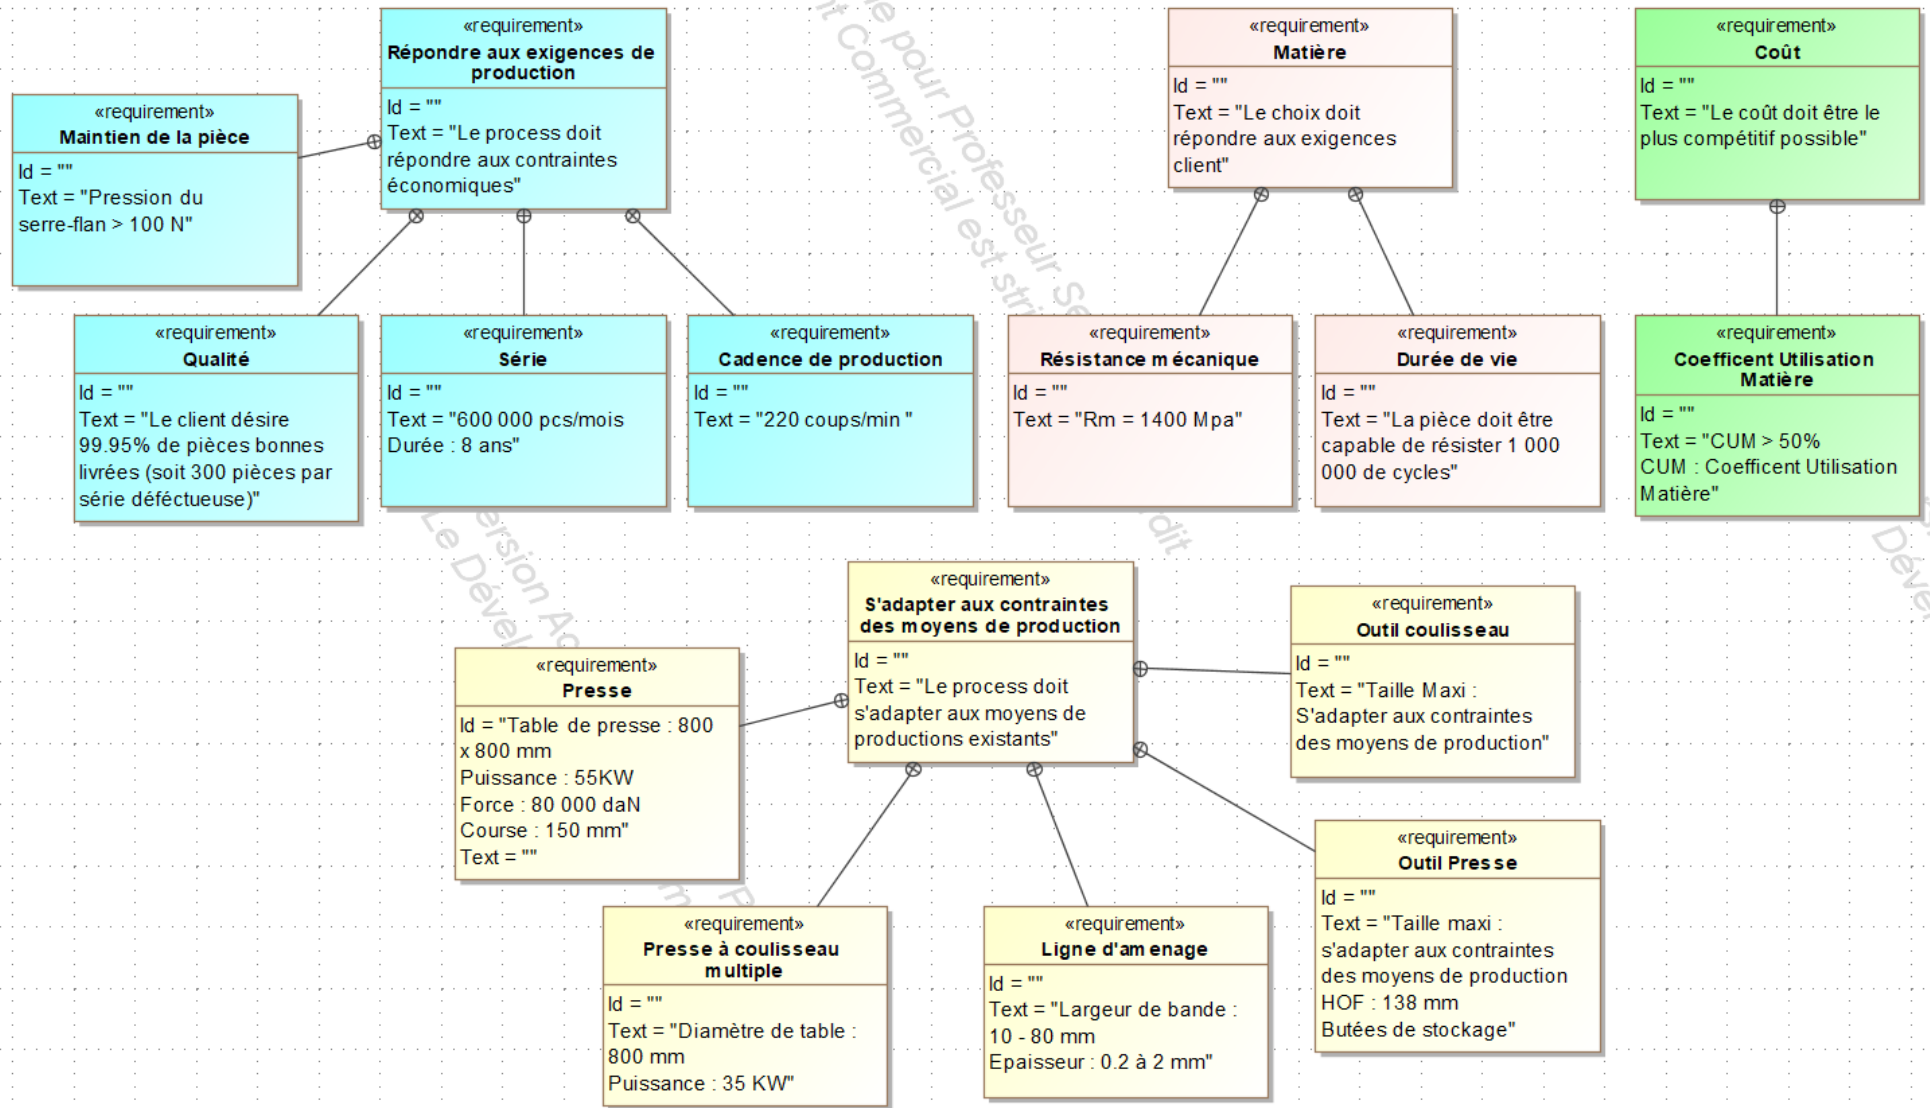 «requirement»
Répondre aux exigences de
production
Id = ""
Text = "Le process doit
répondre aux contraintes
économiques"
«requirement»
Matière
Id = ""
Text = "Le choix doit
répondre aux exigences
client"
«requirement»
Coût
Id = ""
Text = "Le coût doit être le
plus compétitif possible"
«requirement»
Maintien de la pièce
Id = ""
Text = "Pression du
serre-flan > 100 N"
«requirement»
Qualité
Id = ""
Text = "Le client désire
99.95% de pièces bonnes
livrées (soit 300 pièces par
série déféctueuse)"
«requirement»
Série
Id = ""
Text = "600 000 pcs/mois
Durée : 8 ans"
«requirement»
Cadence de production
Id = ""
Text = "220 coups/min "
«requirement»
Résistance mécanique
Id = ""
Text = "Rm = 1400 Mpa"
«requirement»
Durée de vie
Id = ""
Text = "La pièce doit être
capable de résister 1 000
000 de cycles"
«requirement»
Coefficent Utilisation
Matière
Id = ""
Text = "CUM > 50%
CUM : Coefficent Utilisation
Matière"
«requirement»
S'adapter aux contraintes
des moyens de production
Id = ""
Text = "Le process doit
s'adapter aux moyens de
productions existants"
«requirement»
Outil coulisseau
Id = ""
Text = "Taille Maxi :
S'adapter aux contraintes
des moyens de production"
«requirement»
Presse
Id = "Table de presse : 800
x 800 mm
Puissance : 55KW
Force : 80 000 daN
Course : 150 mm"
Text = ""
«requirement»
Outil Presse
Id = ""
Text = "Taille maxi :
s'adapter aux contraintes
des moyens de production
HOF : 138 mm
Butées de stockage"
«requirement»
Presse à coulisseau
multiple
Id = ""
Text = "Diamètre de table :
800 mm
Puissance : 35 KW"
«requirement»
Ligne d'amenage
Id = ""
Text = "Largeur de bande :
10 - 80 mm
Epaisseur : 0.2 à 2 mm"
pour Professeur
Commercial est
Le